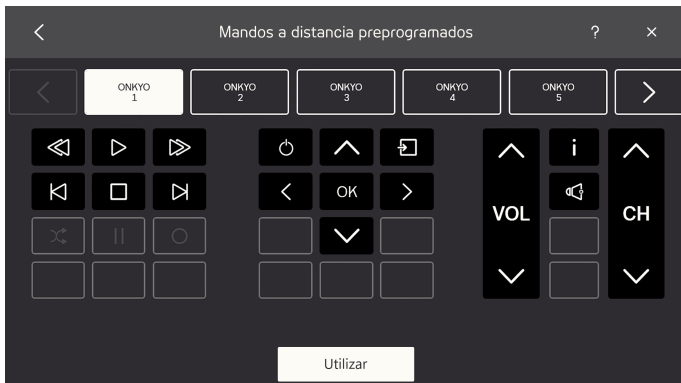 Mandos a distancia preprogramados ? ×
ONKYO
1
ONKYO
2
ONKYO
3
ONKYO
4
ONKYO
5
i
OK
VOL
CH
Utilizar